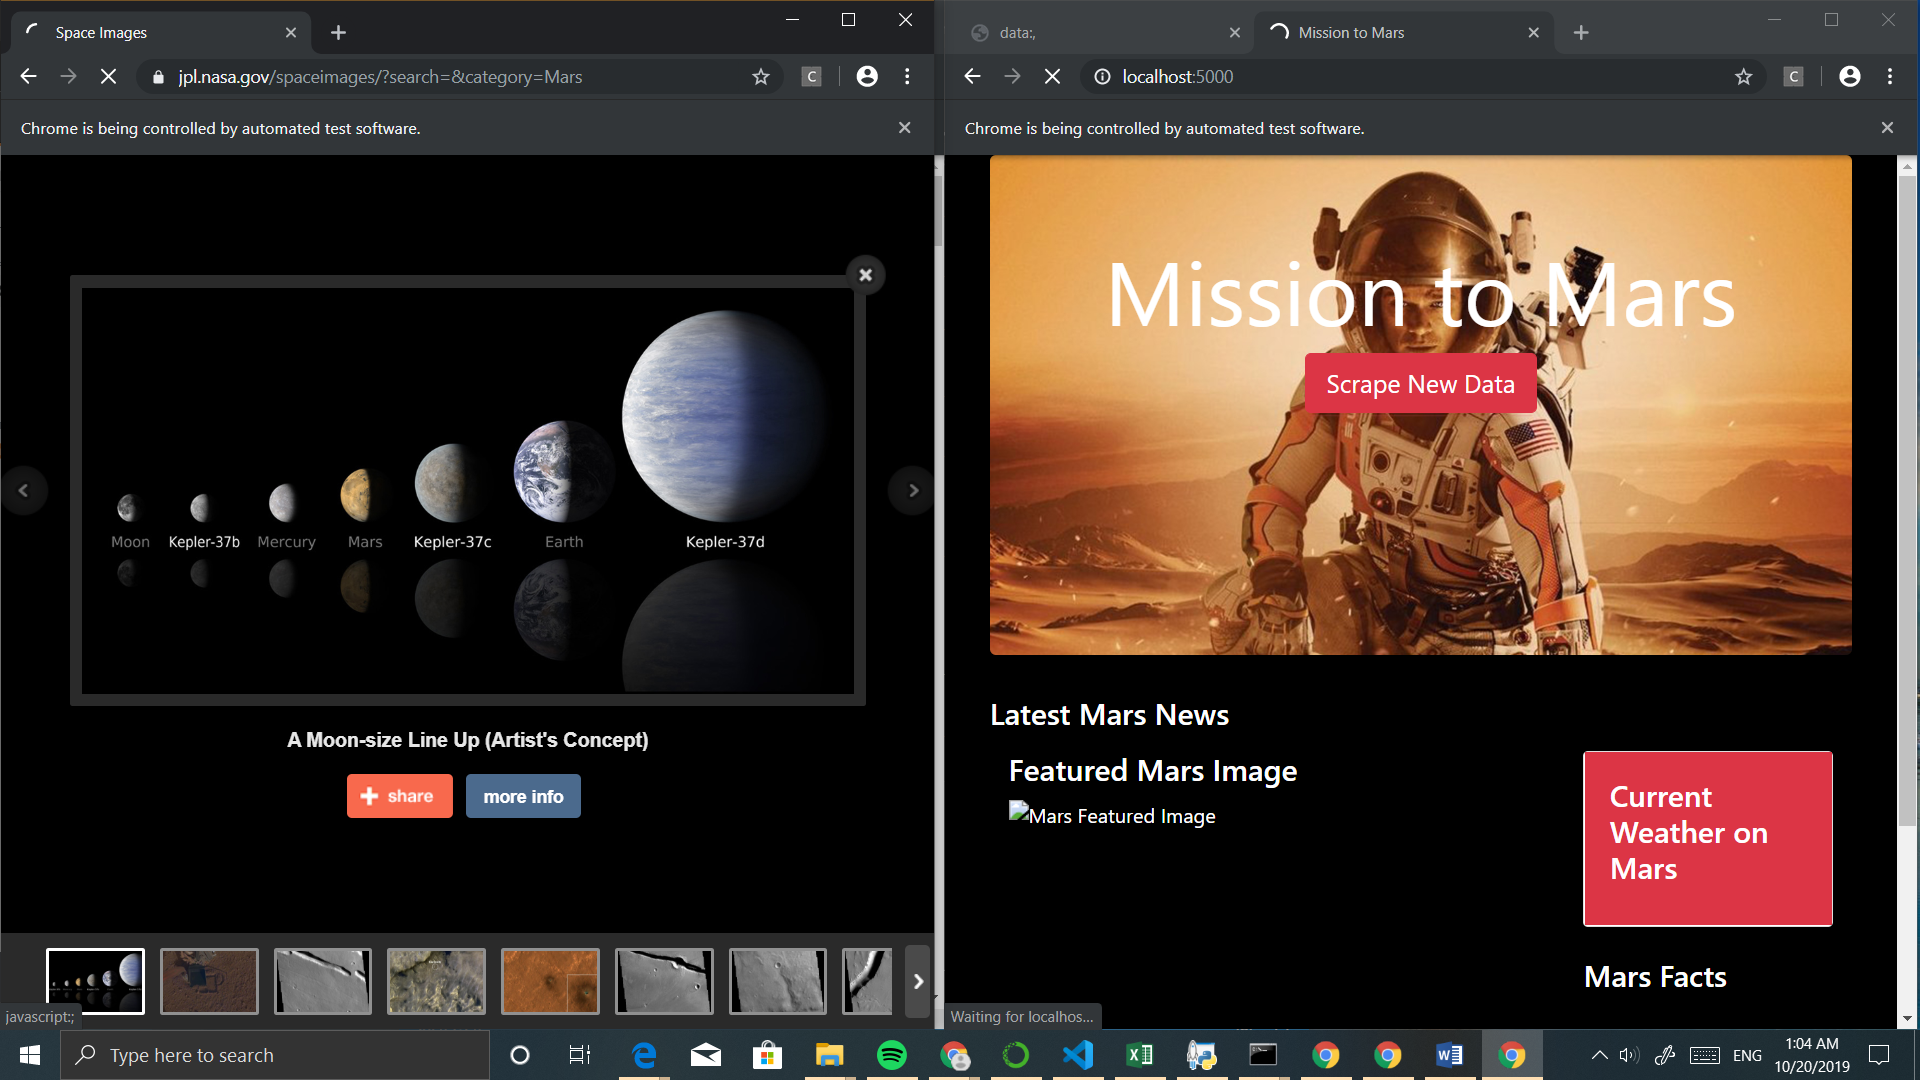 Space Images
jpl.nasa.gov/spaceimages/?search=&category=Mars
C
Chrome is being controlled by automated test software.
Moon
Kepler-37b
Mercury
Mars
Kepler-37c
Earth
Kepler-37d
A Moon-size Line Up (Artist's Concept)
share
more info
javascript:;
data:,
Mission to Mars
localhost:5000
C
Chrome is being controlled by automated test software.
Mission to Mars
Scrape New Data
Latest Mars News
Featured Mars Image
Mars Featured Image
Current
Weather on
Mars
Mars Facts
Waiting for localhos...
Type here to search
ENG
1:04 AM
10/20/2019